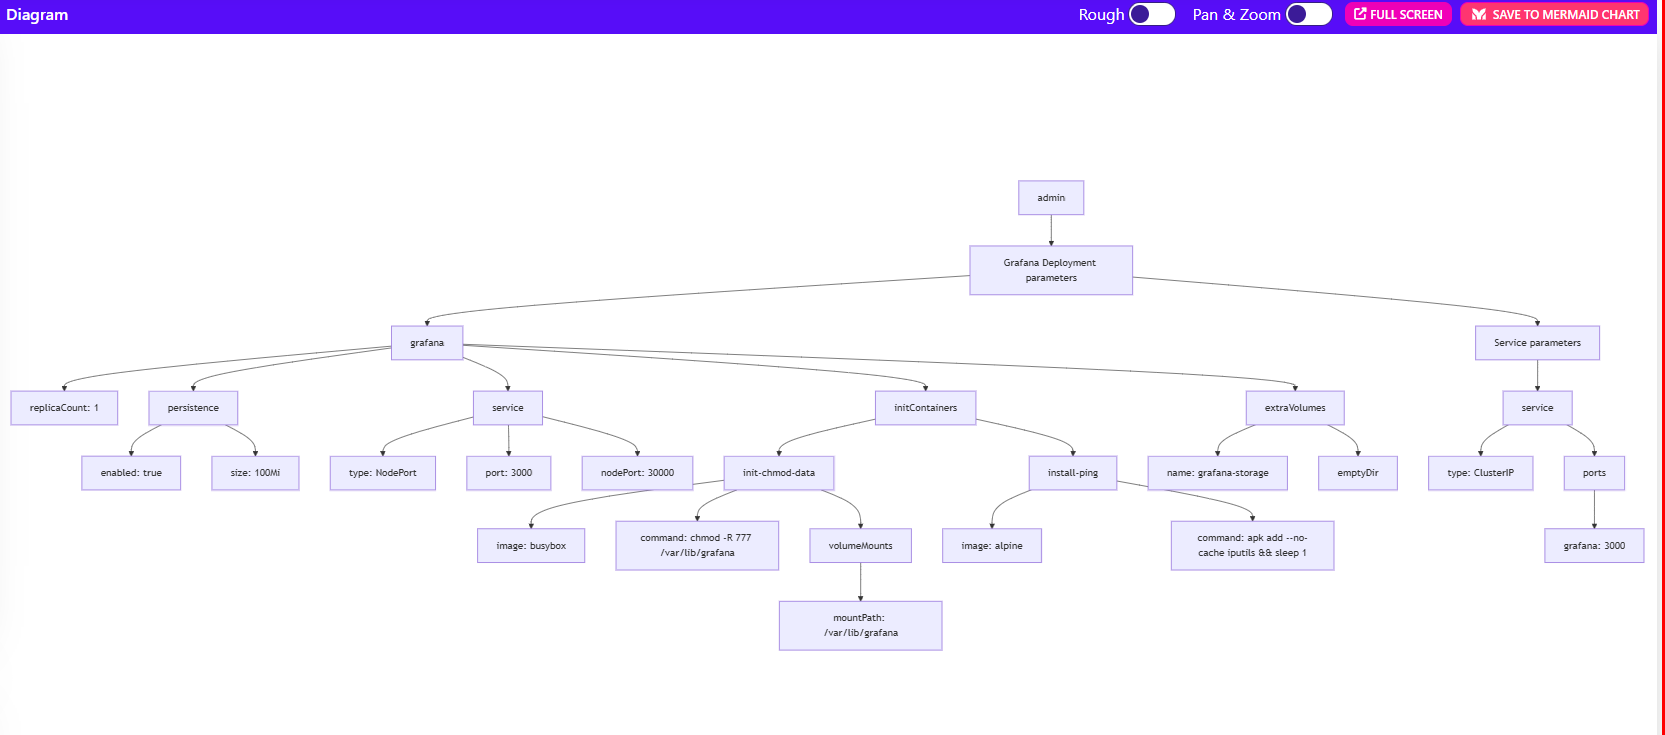 Diagram
Rough
Pan & Zoom
FULL SCREEN
SAVE TO MERMAID CHART
admin
Grafana Deployment
parameters
grafana
Service parameters
replicaCount: 1
persistence
service
initContainers
extraVolumes
service
enabled: true
size: 100Mi
type: NodePort
port: 3000
nodePort: 30000
init-chmod-data
install-ping
name: grafana-storage
emptyDir
type: ClusterIP
ports
image: busybox
command: chmod -R 777
/var/lib/grafana
volumeMounts
image: alpine
command: apk add --no-
cache iputils && sleep 1
grafana: 3000
mountPath:
/var/lib/grafana